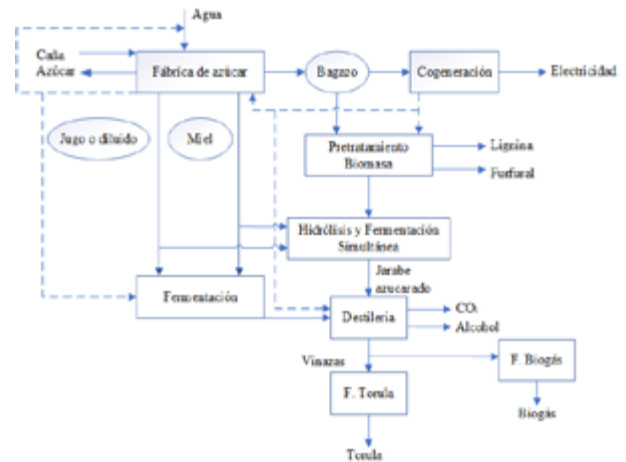 Agua
Caña
Azúcar
Fábrica de azúcar
Bagazo
Cogeneración
Electricidad
Jugo o diluido
Miel
Pretratamiento
Biomasa
Lignina
Furfural
Hidrólisis y Fermentación
Simultánea
Jarabe
azucarado
Fermentación
Destilería
CO₂
Alcohol
Vinazas
F. Biogás
F. Torula
Biogás
Torula